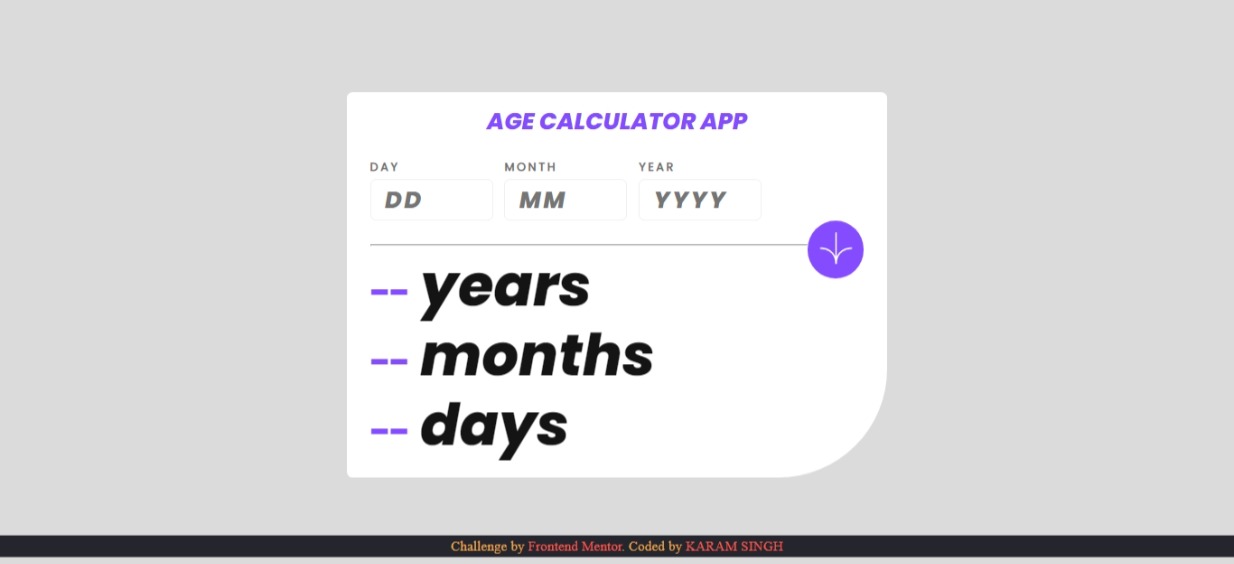 AGE CALCULATOR APP
DAY MONTH YEAR
DD MM YYYY
-- years
-- months
-- days
Challenge by Frontend Mentor. Coded by KARAM SINGH